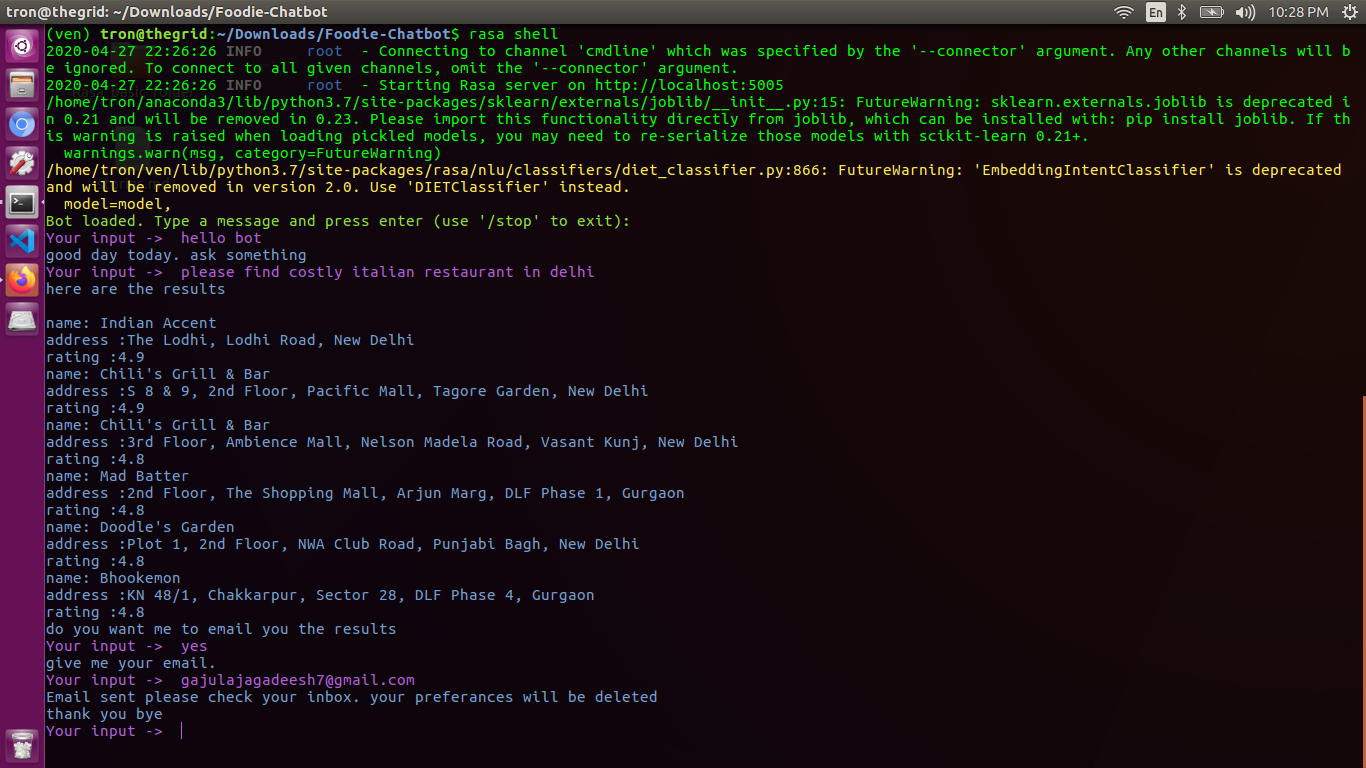 tron@thegrid: ~/Downloads/Foodie-Chatbot
En
10:28 PM
(ven) tron@thegrid:~/Downloads/Foodie-Chatbot$ rasa shell
2020-04-27 22:26:26 INFO     root  - Connecting to channel 'cmdline' which was specified by the '--connector' argument. Any other channels will b
e ignored. To connect to all given channels, omit the '--connector' argument.
2020-04-27 22:26:26 INFO     root  - Starting Rasa server on http://localhost:5005
/home/tron/anaconda3/lib/python3.7/site-packages/sklearn/externals/joblib/__init__.py:15: FutureWarning: sklearn.externals.joblib is deprecated i
n 0.21 and will be removed in 0.23. Please import this functionality directly from joblib, which can be installed with: pip install joblib. If th
is warning is raised when loading pickled models, you may need to re-serialize those models with scikit-learn 0.21+.
  warnings.warn(msg, category=FutureWarning)
/home/tron/ven/lib/python3.7/site-packages/rasa/nlu/classifiers/diet_classifier.py:866: FutureWarning: 'EmbeddingIntentClassifier' is deprecated
and will be removed in version 2.0. Use 'DIETClassifier' instead.
  model=model,
Bot loaded. Type a message and press enter (use '/stop' to exit):
Your input ->  hello bot
good day today. ask something
Your input ->  please find costly italian restaurant in delhi
here are the results

name: Indian Accent
address :The Lodhi, Lodhi Road, New Delhi
rating :4.9
name: Chili's Grill & Bar
address :S 8 & 9, 2nd Floor, Pacific Mall, Tagore Garden, New Delhi
rating :4.9
name: Chili's Grill & Bar
address :3rd Floor, Ambience Mall, Nelson Madela Road, Vasant Kunj, New Delhi
rating :4.8
name: Mad Batter
address :2nd Floor, The Shopping Mall, Arjun Marg, DLF Phase 1, Gurgaon
rating :4.8
name: Doodle's Garden
address :Plot 1, 2nd Floor, NWA Club Road, Punjabi Bagh, New Delhi
rating :4.8
name: Bhookemon
address :KN 48/1, Chakkarpur, Sector 28, DLF Phase 4, Gurgaon
rating :4.8
do you want me to email you the results
Your input ->  yes
give me your email.
Your input ->  gajulajagadeesh7@gmail.com
Email sent please check your inbox. your preferances will be deleted
thank you bye
Your input ->